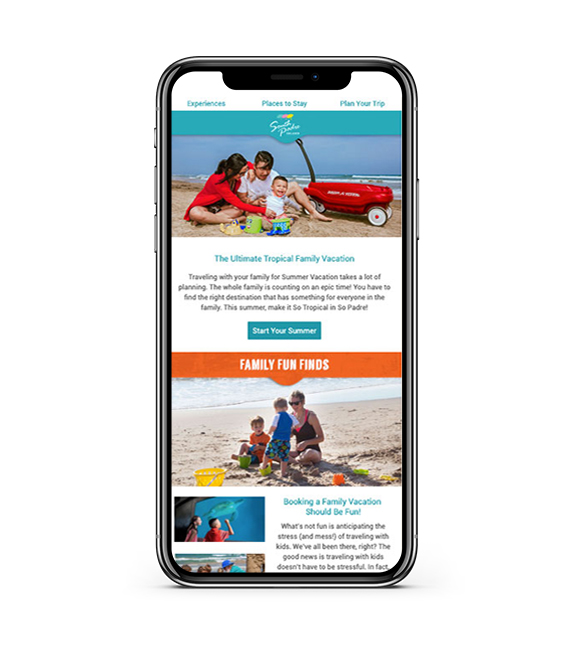 Experiences Places to Stay Plan Your Trip
South
Padre
The Ultimate Tropical Family Vacation
Traveling with your family for Summer Vacation takes a lot of
planning. The whole family is counting on an epic time! You have to
find the right destination that has something for everyone in the
family. This summer, make it So Tropical in So Padre!
Start Your Summer
FAMILY FUN FINDS
Booking a Family Vacation
Should Be Fun!
What's not fun is anticipating the
stress (and mess!) of traveling with
kids. We've all been there, right? The
good news is traveling with kids
doesn't have to be stressful. In fact,